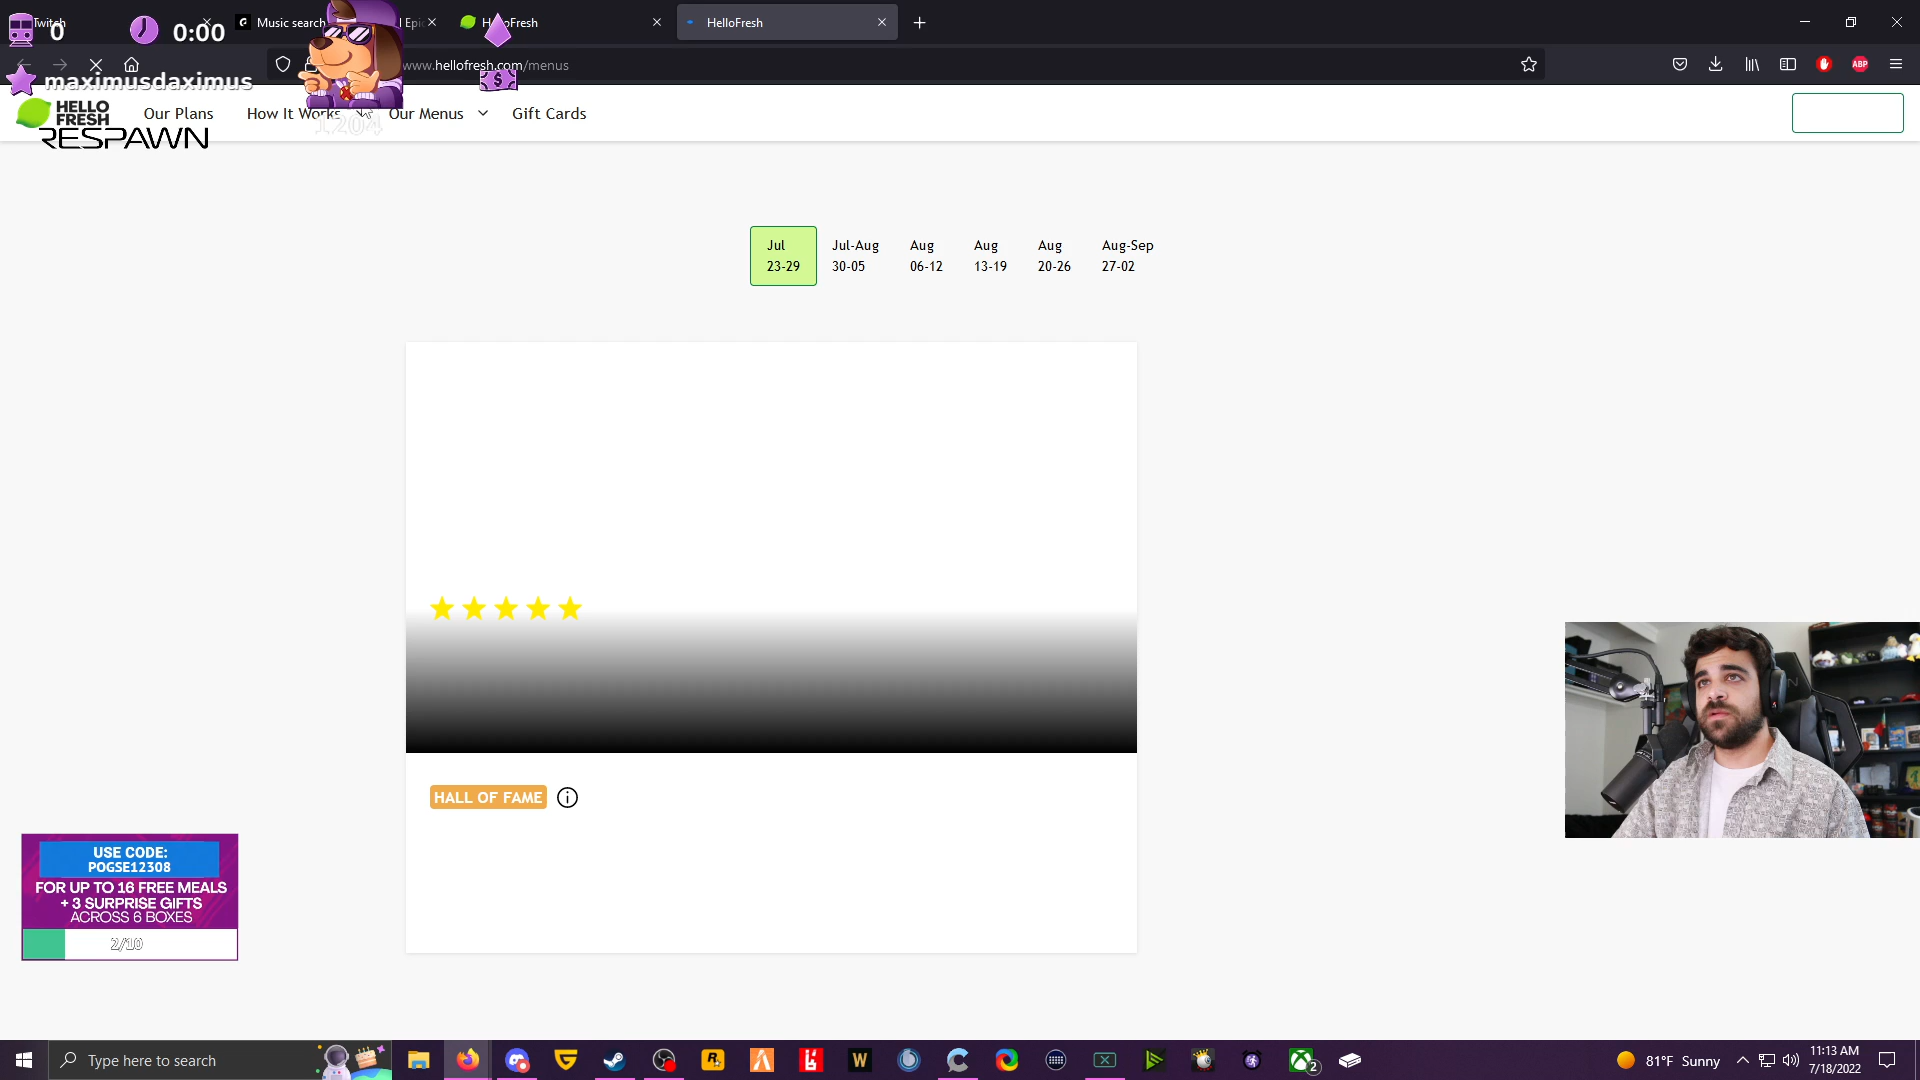 Twitch
0
0:00
Music search
Epic
HelloFresh
HelloFresh
www.hellofresh.com/menus
ABP
maximusdaximus
1204
HELLO
FRESH
RESPAWN
Our Plans
How It Works
Our Menus
Gift Cards
Jul
23-29
Jul-Aug
30-05
Aug
06-12
Aug
13-19
Aug
20-26
Aug-Sep
27-02
HALL OF FAME
USE CODE:
POGSE12308
FOR UP TO 16 FREE MEALS
+ 3 SURPRISE GIFTS
ACROSS 6 BOXES
2/10
Type here to search
2
81°F Sunny
11:13 AM
7/18/2022